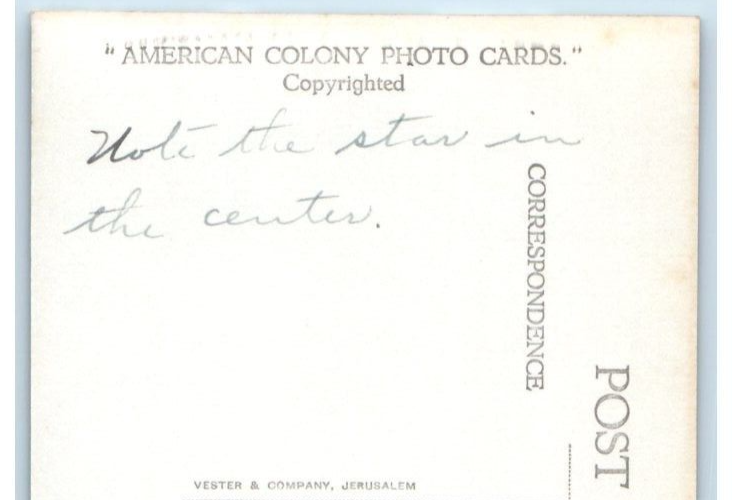 "AMERICAN COLONY PHOTO CARDS."
Copyrighted
Note the star in
the center.
CORRESPONDENCE
POST
VESTER & COMPANY, JERUSALEM